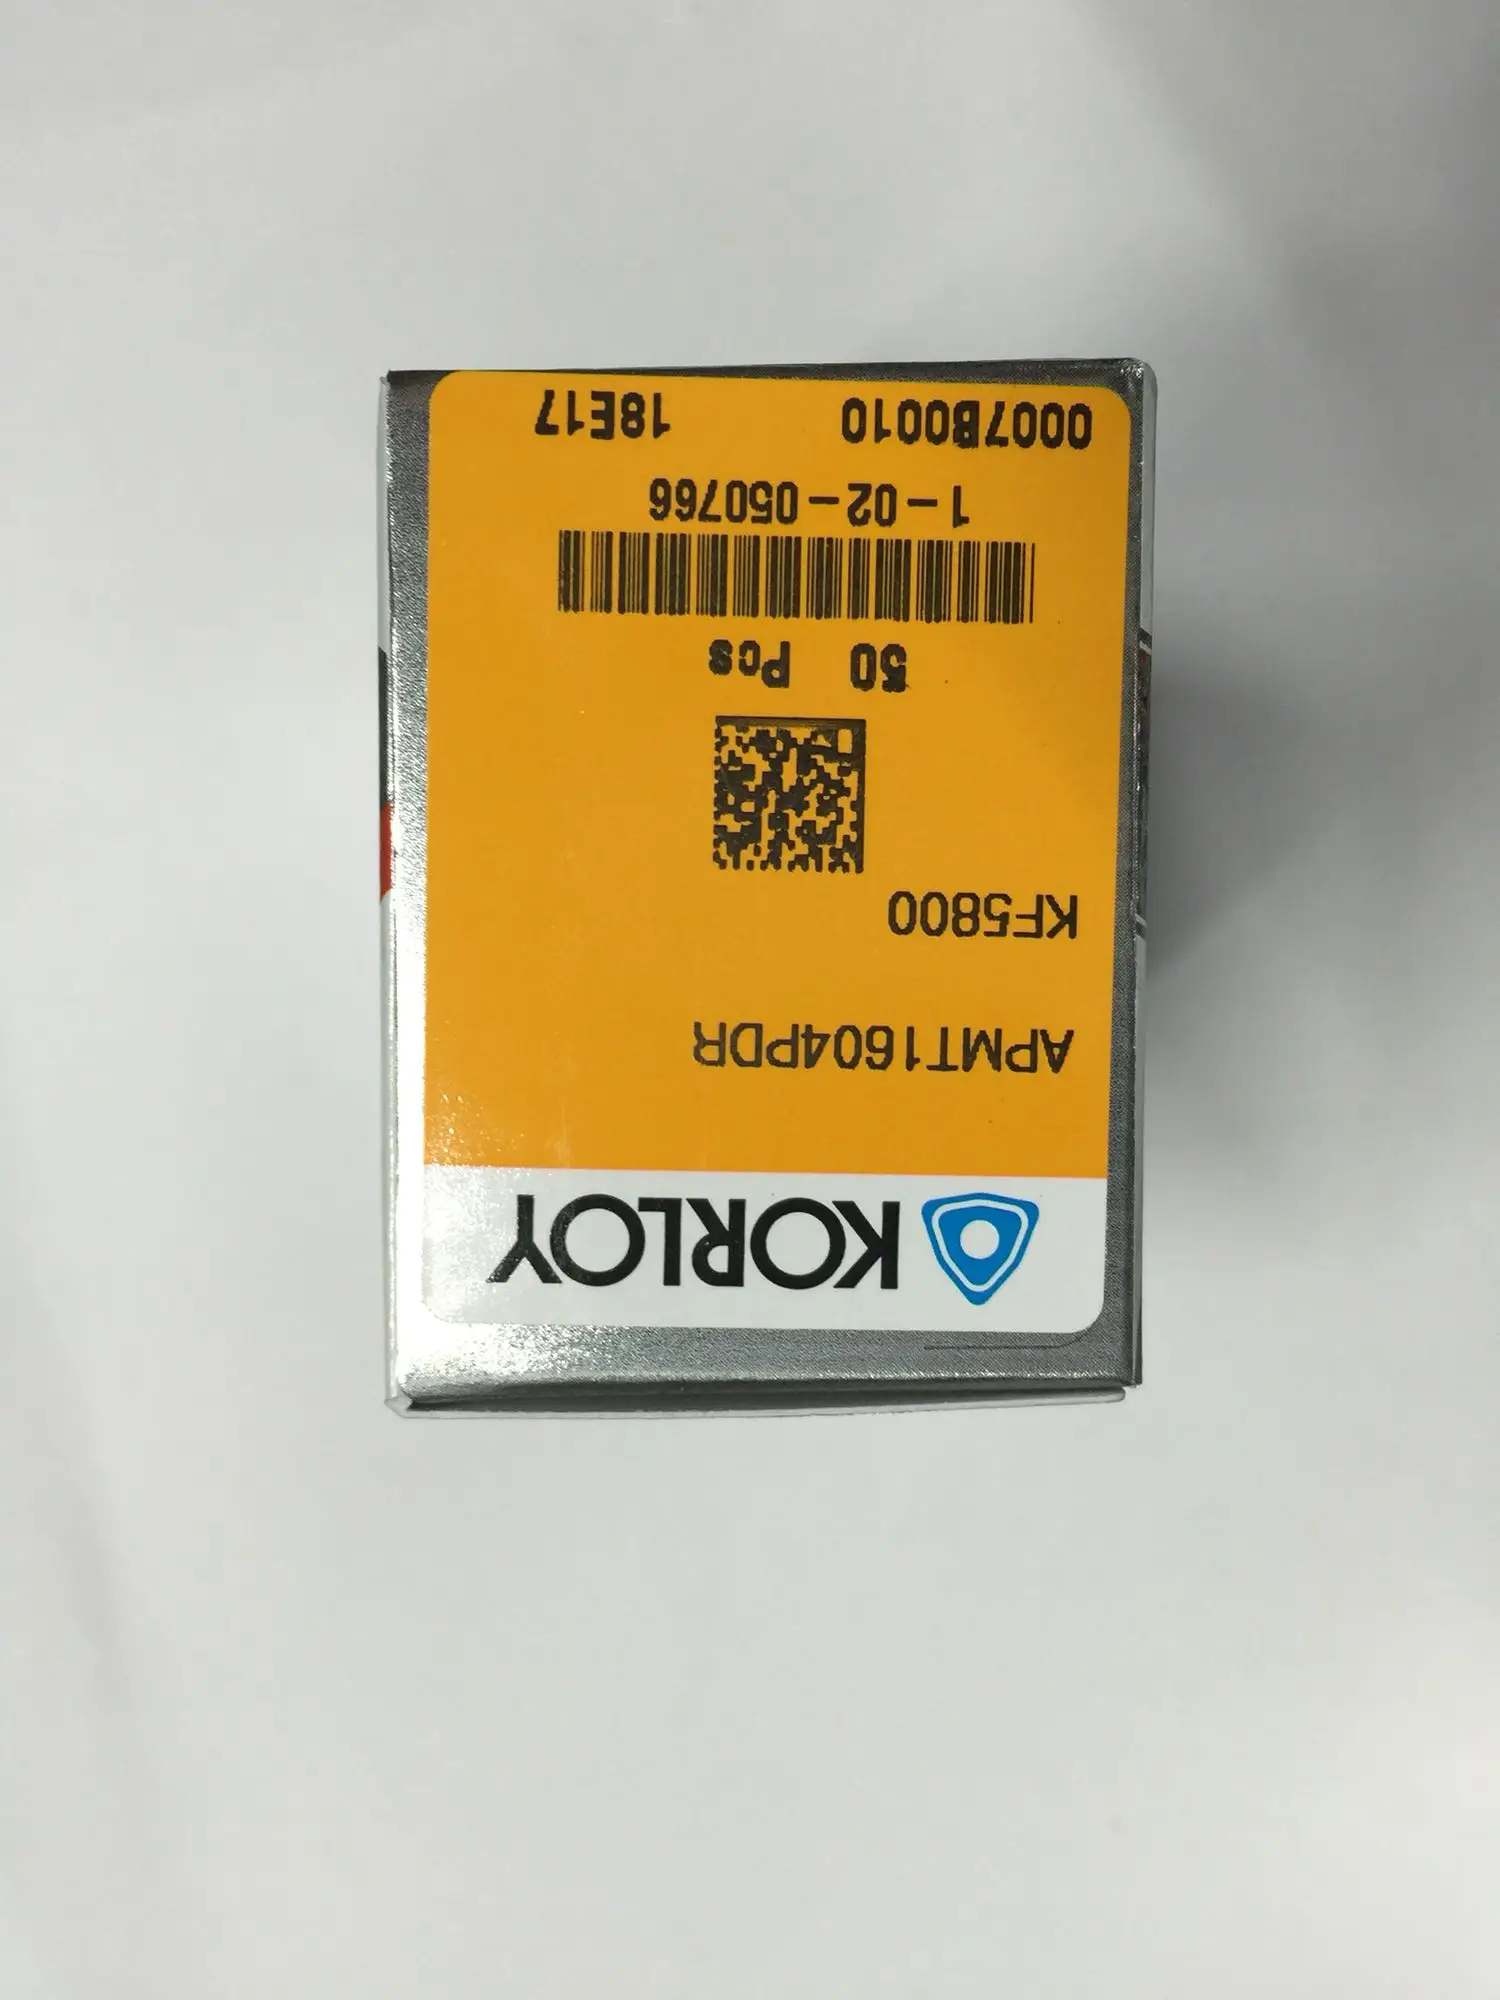 KORLOY
APMT1604PDR
KF5800
50 Pcs
1-02-050766
0007B0010 18E17